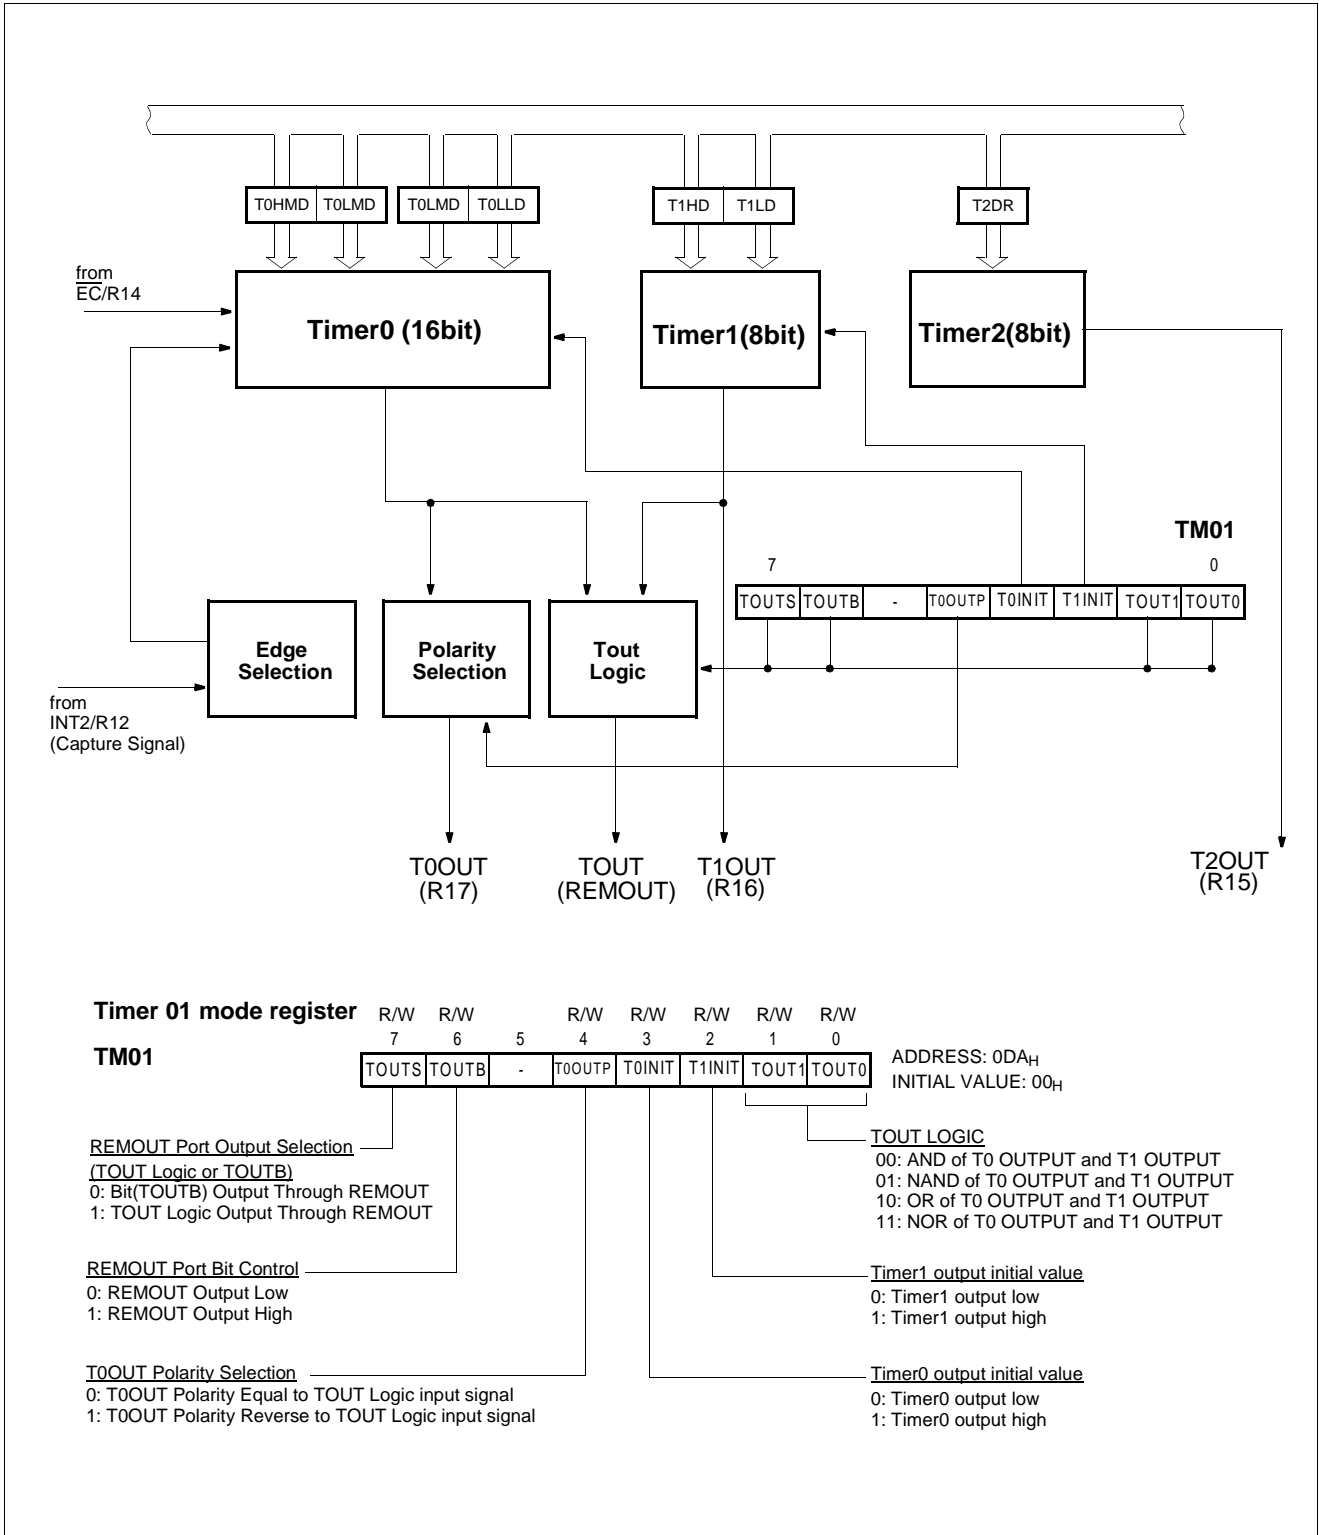 T0HMD T0LMD T0LMD T0LLD T1HD T1LD T2DR
from
EC/R14
Timer0 (16bit)
Timer1(8bit)
Timer2(8bit)
TM01
7 0
TOUTS TOUTB - T0OUTP T0INIT T1INIT TOUT1 TOUT0
Edge
Selection
Polarity
Selection
Tout
Logic
from
INT2/R12
(Capture Signal)
T0OUT
(R17)
TOUT
(REMOUT)
T1OUT
(R16)
T2OUT
(R15)
Timer 01 mode register
R/W R/W R/W R/W R/W R/W R/W
7 6 5 4 3 2 1 0
TM01
TOUTS TOUTB - T0OUTP T0INIT T1INIT TOUT1 TOUT0
ADDRESS: 0DAH
INITIAL VALUE: 00H
REMOUT Port Output Selection
(TOUT Logic or TOUTB)
0: Bit(TOUTB) Output Through REMOUT
1: TOUT Logic Output Through REMOUT
TOUT LOGIC
00: AND of T0 OUTPUT and T1 OUTPUT
01: NAND of T0 OUTPUT and T1 OUTPUT
10: OR of T0 OUTPUT and T1 OUTPUT
11: NOR of T0 OUTPUT and T1 OUTPUT
REMOUT Port Bit Control
0: REMOUT Output Low
1: REMOUT Output High
Timer1 output initial value
0: Timer1 output low
1: Timer1 output high
T0OUT Polarity Selection
0: T0OUT Polarity Equal to TOUT Logic input signal
1: T0OUT Polarity Reverse to TOUT Logic input signal
Timer0 output initial value
0: Timer0 output low
1: Timer0 output high